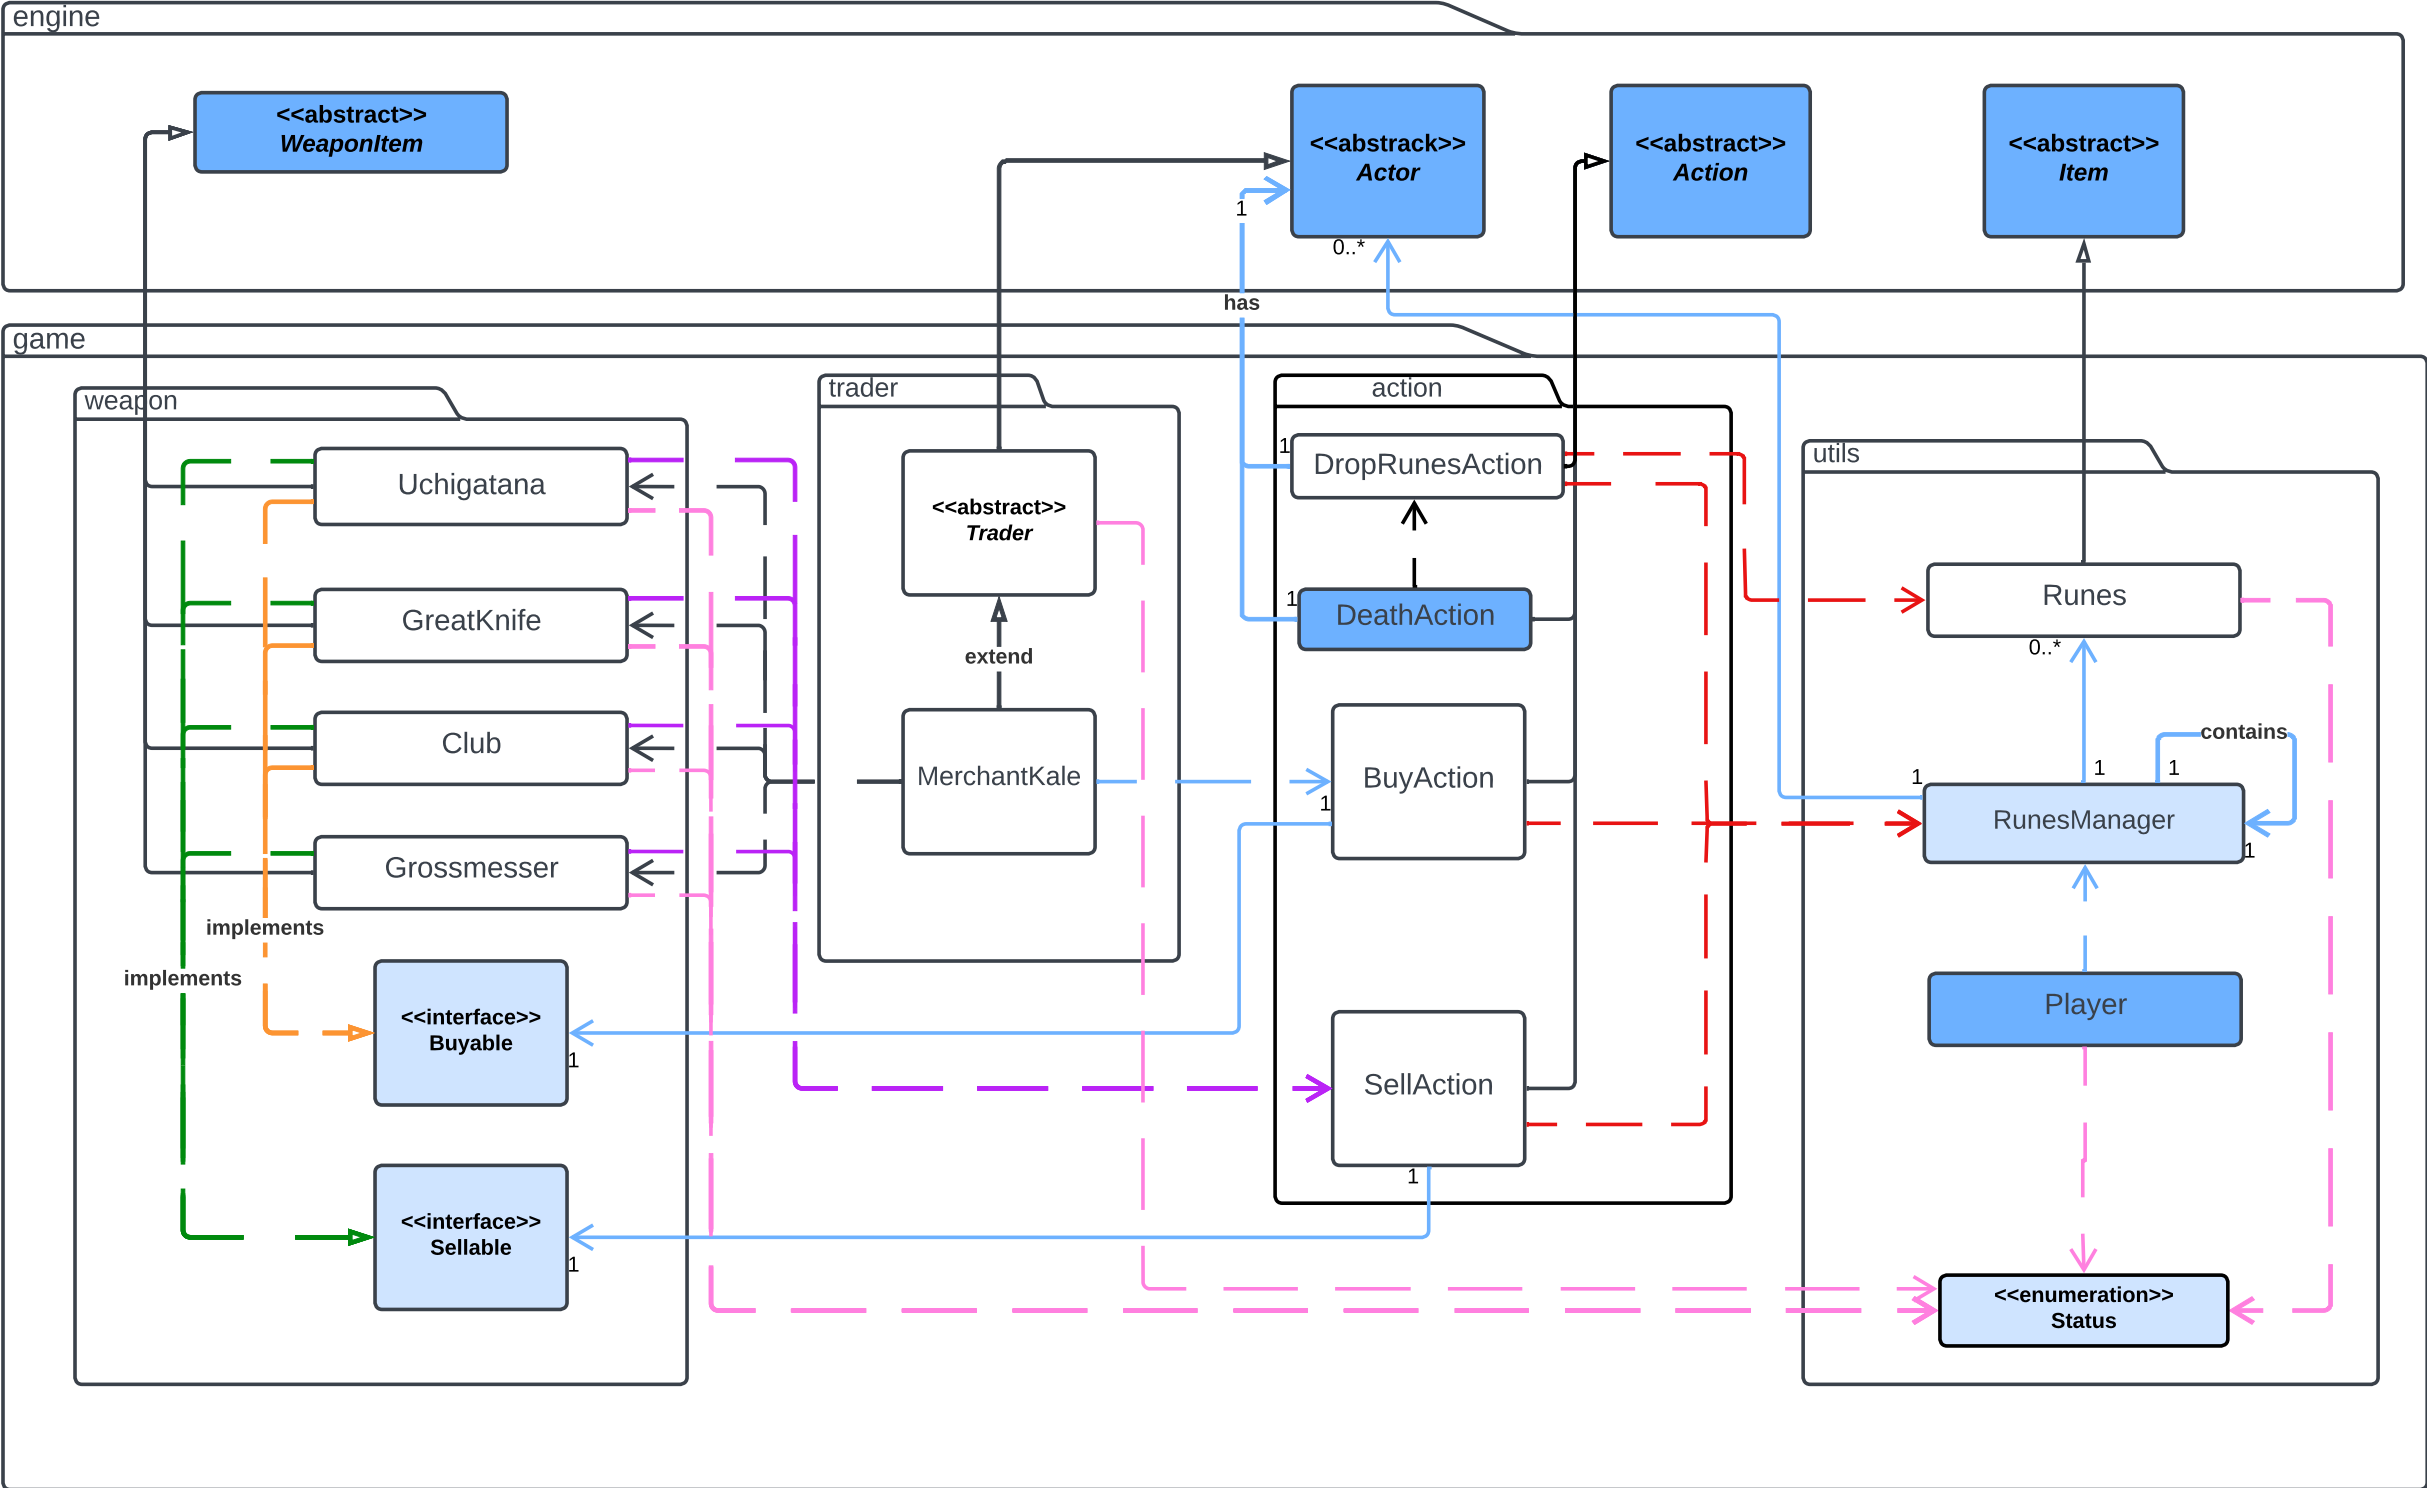 engine
<<abstract>>
WeaponItem
<<abstrack>>
Actor
<<abstract>>
Action
<<abstract>>
Item
1
0..*
has
game
weapon
trader
action
utils
Uchigatana
GreatKnife
Club
Grossmesser
implements
implements
<<interface>>
Buyable
1
<<interface>>
Sellable
1
<<abstract>>
Trader
extend
MerchantKale
1
DropRunesAction
1
DeathAction
BuyAction
1
SellAction
1
Runes
0..*
contains
1
1
1
RunesManager
1
Player
<<enumeration>>
Status